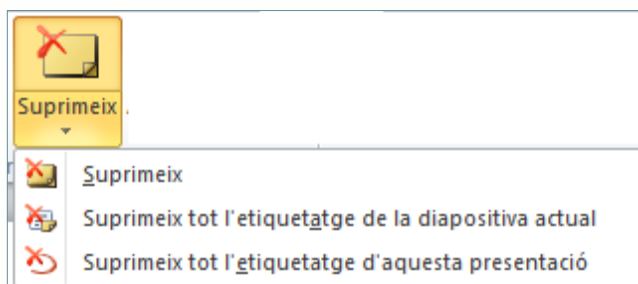 Suprimeix
Suprimeix
Suprimeix tot l'etiquetatge de la diapositiva actual
Suprimeix tot l'etiquetatge d'aquesta presentació